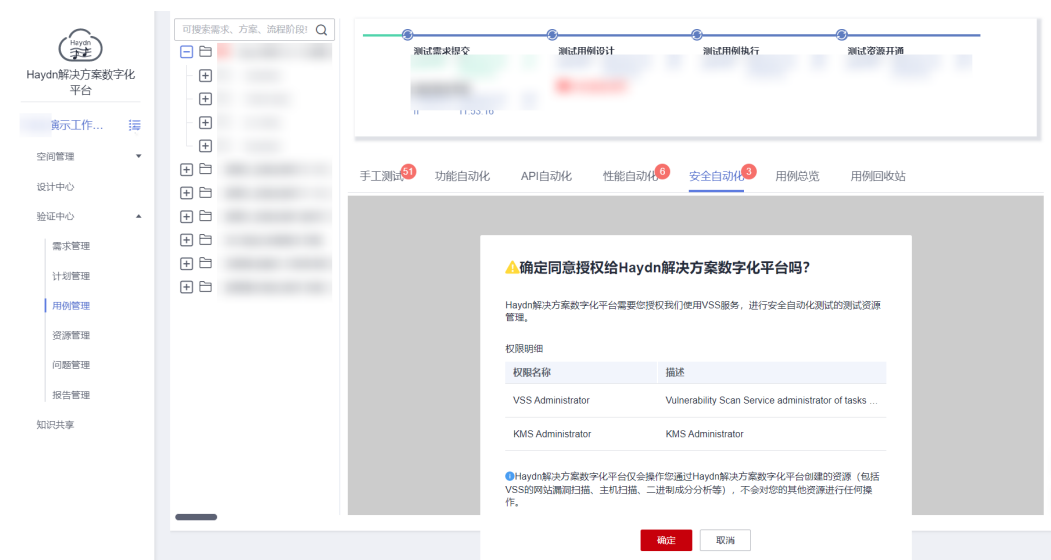 Haydn
Haydn解决方案数字化
平台
演示工作...
空间管理
设计中心
验证中心
需求管理
计划管理
用例管理
资源管理
问题管理
报告管理
知识共享
可搜索需求、方案、流程阶段!
测试需求提交
测试用例设计
测试用例执行
测试资源开通
11:53:16
手工测试 51
功能自动化
API自动化
性能自动化 6
安全自动化 3
用例总览
用例回收站
确定同意授权给Haydn解决方案数字化平台吗?
Haydn解决方案数字化平台需要您授权我们使用VSS服务，进行安全自动化测试的测试资源
管理。
权限明细
权限名称 描述
VSS Administrator Vulnerability Scan Service administrator of tasks ...
KMS Administrator KMS Administrator
Haydn解决方案数字化平台仅会操作您通过Haydn解决方案数字化平台创建的资源（包括
VSS的网站漏洞扫描、主机扫描、二进制成分分析等），不会对您的其他资源进行任何操
作。
确定 取消